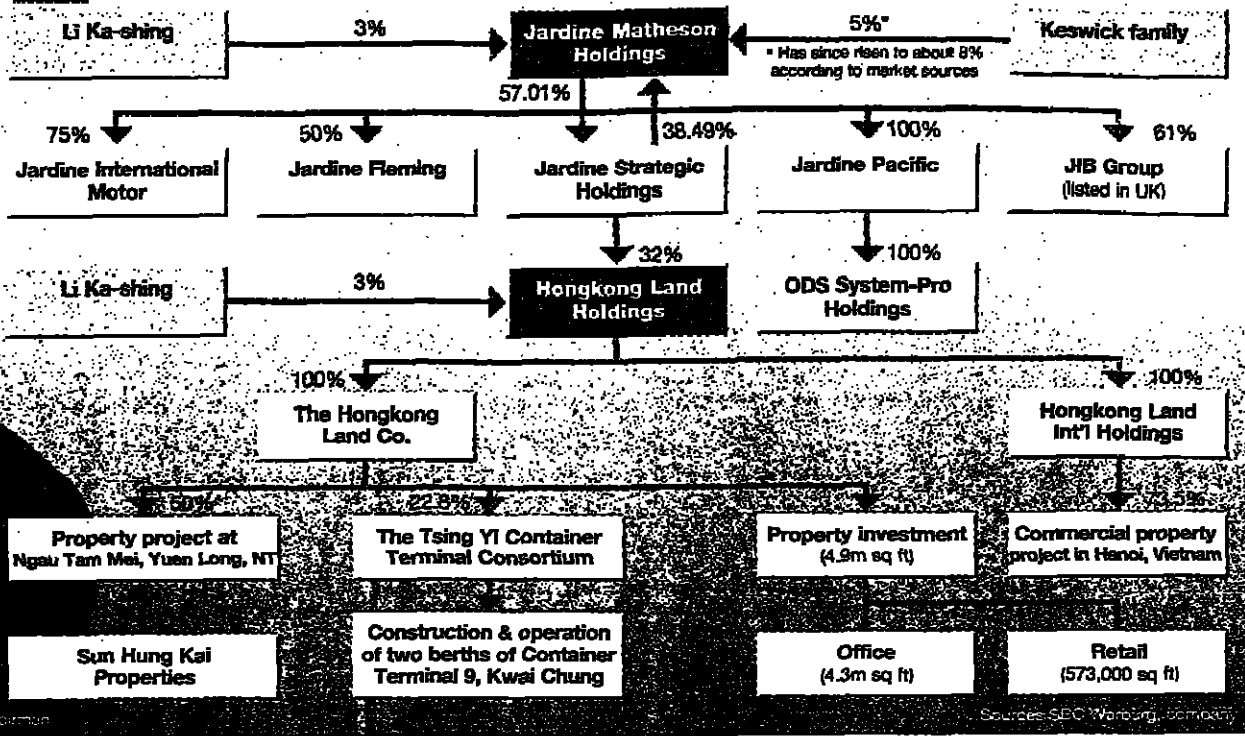 Li Ka-shing
3%
Jardine Matheson
Holdings
5%*
* Has since risen to about 8%
according to market sources
Keswick family
57.01%
38.49%
75%
Jardine International
Motor
50%
Jardine Fleming
Jardine Strategic
Holdings
100%
Jardine Pacific
61%
JIB Group
(listed in UK)
32%
100%
Li Ka-shing
3%
Hongkong Land
Holdings
ODS System-Pro
Holdings
100%
The Hongkong
Land Co.
100%
Hongkong Land
Int'l Holdings
Property project at
Ngau Tam Mei, Yuen Long, NT
The Tsing Yi Container
Terminal Consortium
Property investment
(4.9m sq ft)
Commercial property
project in Hanoi, Vietnam
Sun Hung Kai
Properties
Construction & operation
of two berths of Container
Terminal 9, Kwai Chung
Office
(4.3m sq ft)
Retail
(573,000 sq ft)
Sources SBC Warburg, company